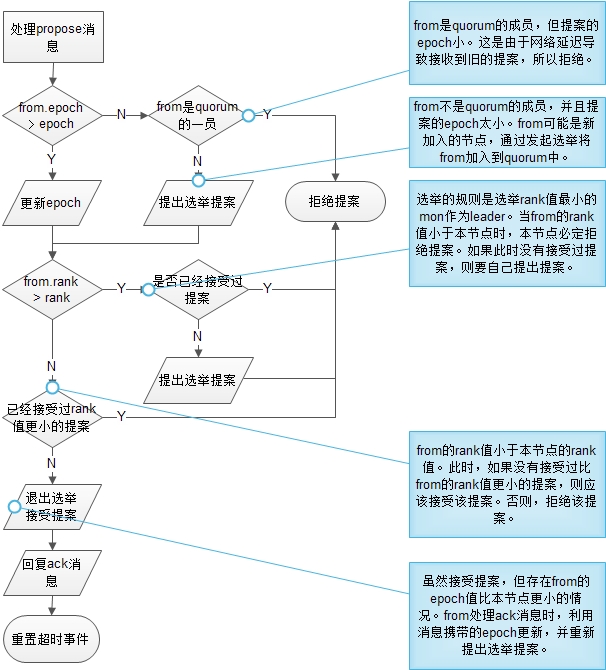 处理propose消
息
from.epoch
> epoch
N
from是quorum
的一员
Y
Y
N
更新epoch
提出选举提案
拒绝提案
from.rank
> rank
Y
是否已经接受过
提案
Y
N
N
提出选举提案
已经接受过rank
值更小的提案
Y
N
退出选举
接受提案
回复ack消
息
重置超时事件
from是quorum的成员，但提案的
epoch小。这是由于网络延迟导
致接收到旧的提案，所以拒绝。
from不是quorum的成员，并且提
案的epoch太小。from可能是新
加入的节点，通过发起选举将
from加入到quorum中。
选举的规则是选举rank值最小的
mon作为leader。当from的rank
值小于本节点时，本节点必定拒
绝提案。如果此时没有接受过提
案，则要自己提出提案。
from的rank值小于本节点的rank
值。此时，如果没有接受过比
from的rank值更小的提案，则应
该接受该提案。否则，拒绝该提
案。
虽然接受提案，但存在from的
epoch值比本节点更小的情
况。from处理ack消息时，利用
消息携带的epoch更新，并重新
提出选举提案。